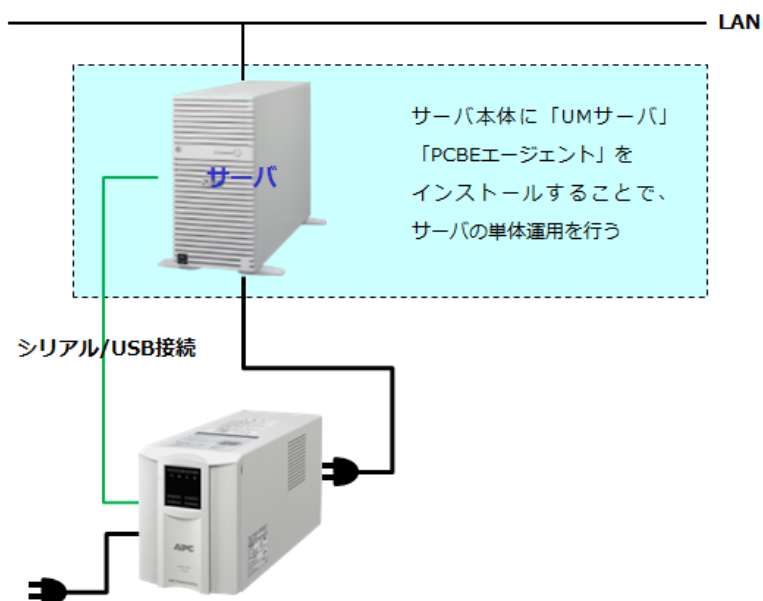 LAN
サーバ本体に「UMサーバ」
「PCBEエージェント」を
インストールすることで、
サーバの単体運用を行う
サーバ
シリアル/USB接続
APC